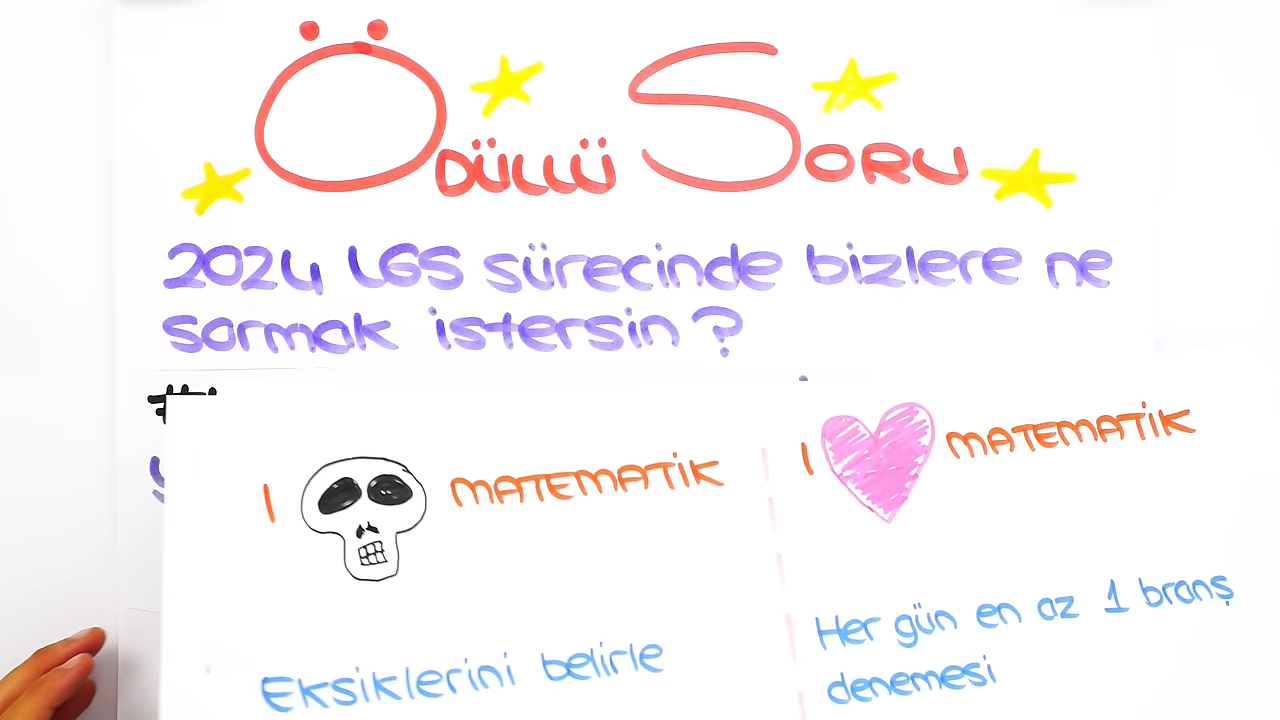 ÖDÜLLÜ SORU
2024 LGS sürecinde bizlere ne
sormak istersin?
I MATEMATİK
Eksiklerini belirle
I MATEMATİK
Her gün en az 1 branş
denemesi